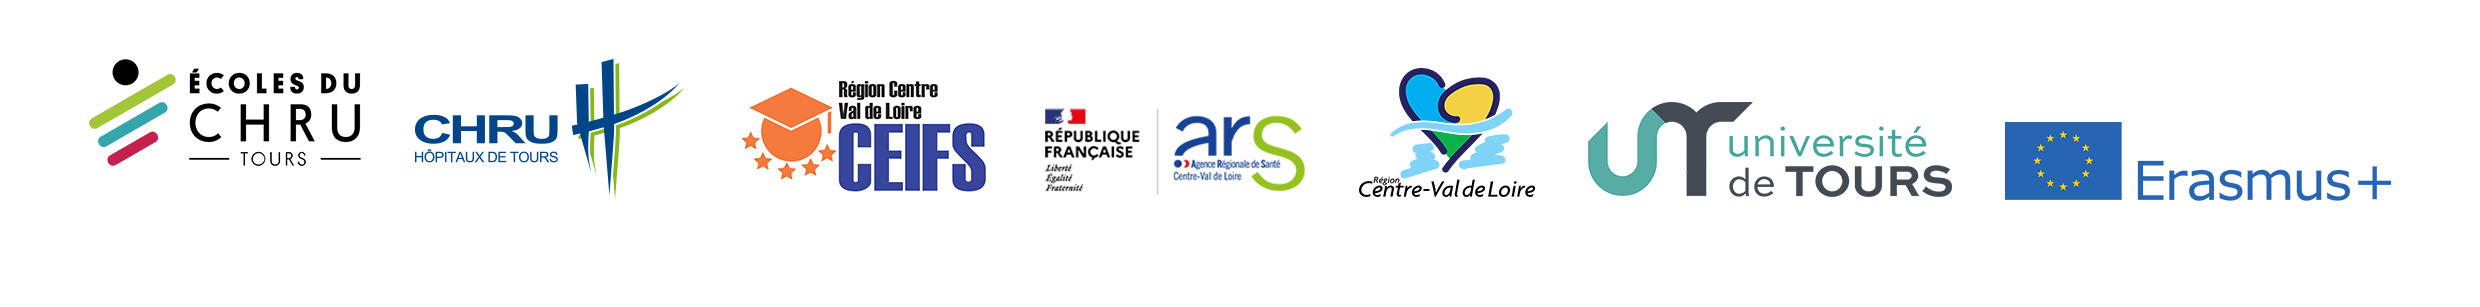 ÉCOLES DU
CHRU
TOURS
CHRU
HÔPITAUX DE TOURS
Région Centre
Val de Loire
CEIFS
RÉPUBLIQUE
FRANÇAISE
Liberté
Égalité
Fraternité
ars
Agence Régionale de Santé
Centre-Val de Loire
Région
Centre-Val de Loire
université
de TOURS
Erasmus+